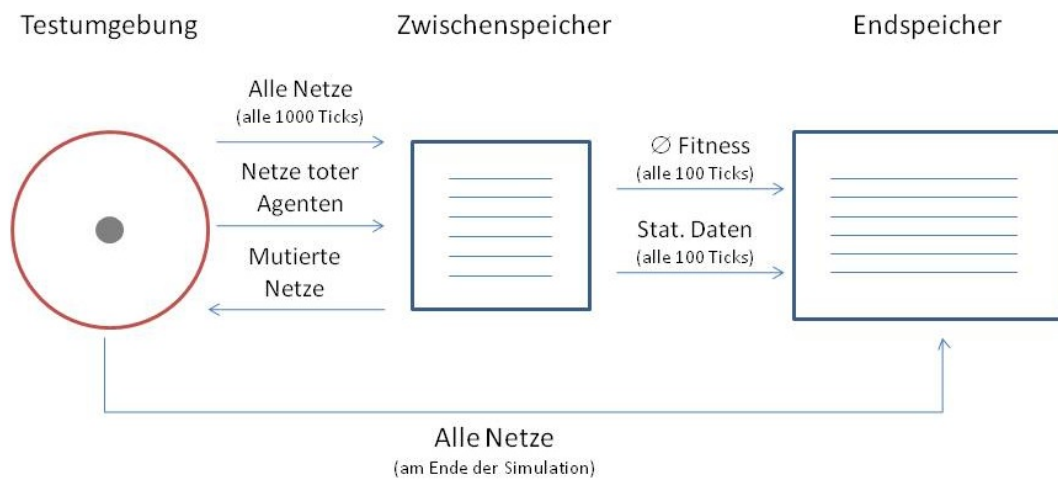 Testumgebung
Zwischenspeicher
Endspeicher
Alle Netze
(alle 1000 Ticks)
Netze toter
Agenten
Mutierte
Netze
∅ Fitness
(alle 100 Ticks)
Stat. Daten
(alle 100 Ticks)
Alle Netze
(am Ende der Simulation)